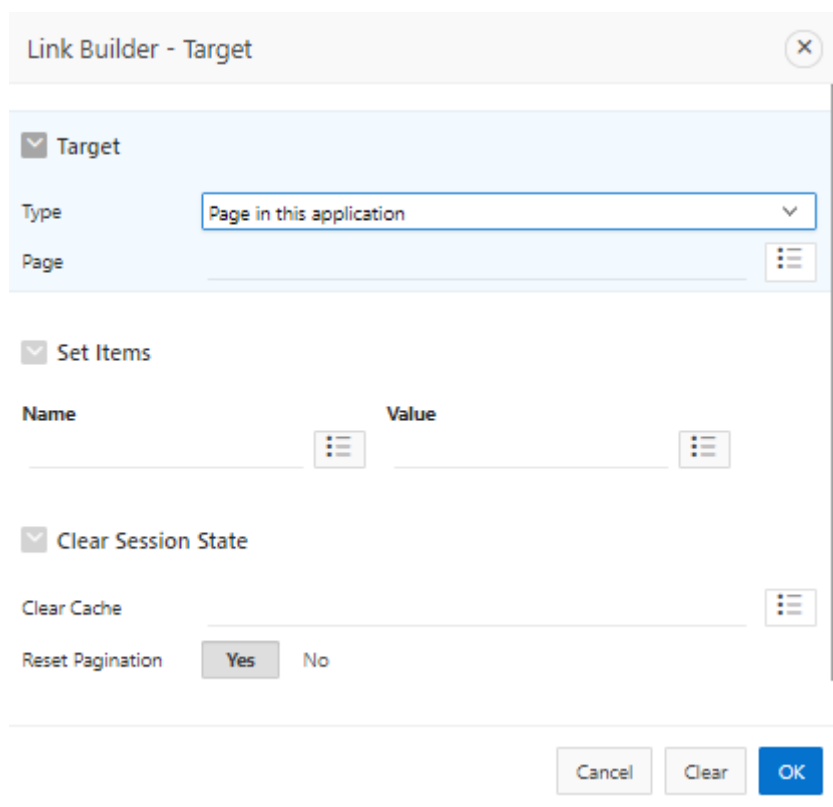 Link Builder - Target
Target
Type Page in this application
Page
Set Items
Name Value
Clear Session State
Clear Cache
Reset Pagination Yes No
Cancel Clear OK